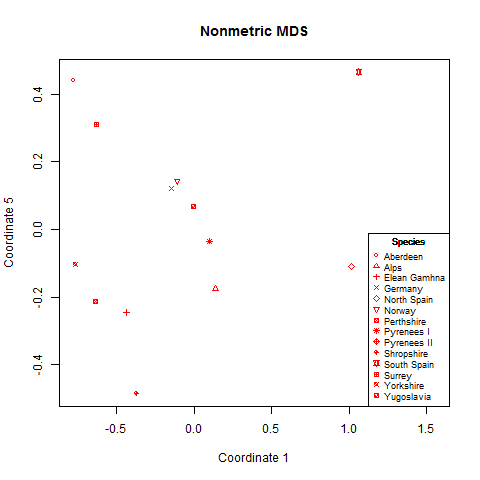 Nonmetric MDS
Coordinate 5
0.4
0.2
0.0
-0.2
-0.4
Species
Aberdeen
Alps
Elean Gamhna
Germany
North Spain
Norway
Perthshire
Pyrenees I
Pyrenees II
Shropshire
South Spain
Surrey
Yorkshire
Yugoslavia
-0.5
0.0
0.5
1.0
1.5
Coordinate 1